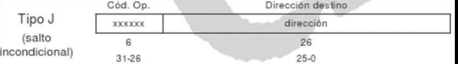 Cód. Op. Dirección destino
Tipo J xxxxxx dirección
(salto 6 26
incondicional) 31-26 25-0